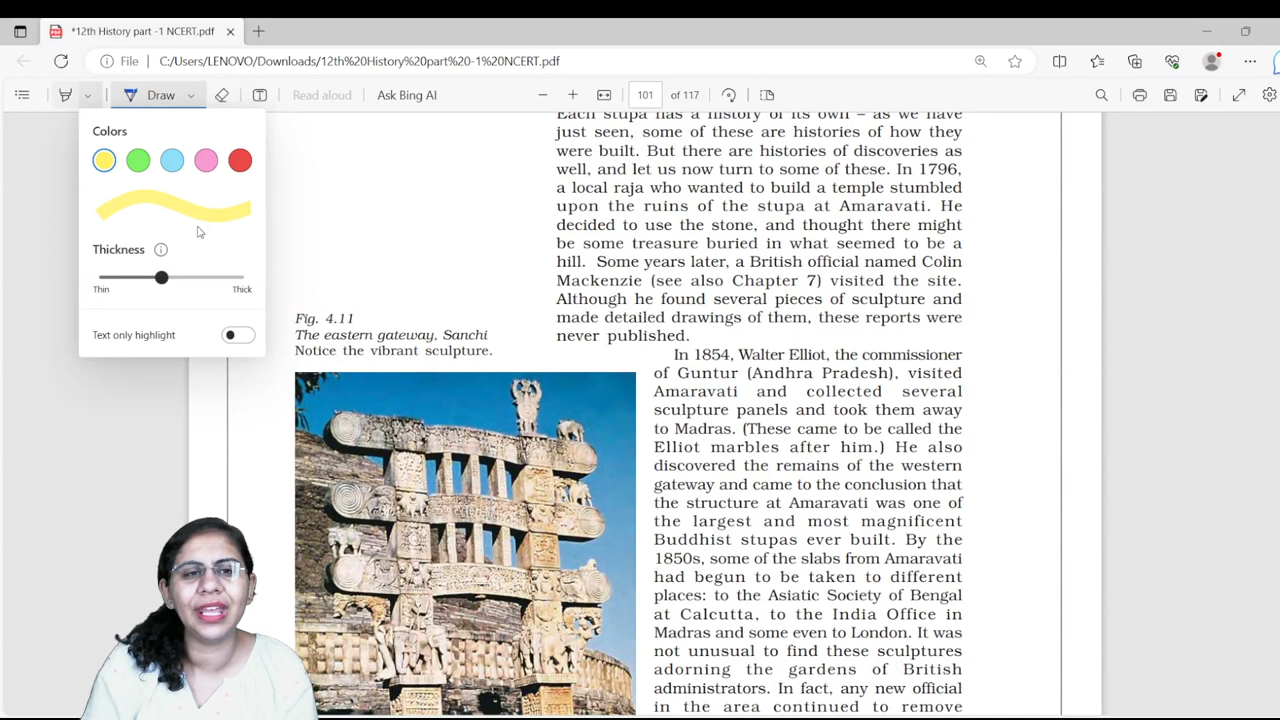 *12th History part -1 NCERT.pdf
File
C:/Users/LENOVO/Downloads/12th%20History%20part%20-1%20NCERT.pdf
Draw
Read aloud
Ask Bing AI
101 of 117
Colors
Thickness
Thin
Thick
Text only highlight
Each stupa has a history of its own – as we have
just seen, some of these are histories of how they
were built. But there are histories of discoveries as
well, and let us now turn to some of these. In 1796,
a local raja who wanted to build a temple stumbled
upon the ruins of the stupa at Amaravati. He
decided to use the stone, and thought there might
be some treasure buried in what seemed to be a
hill. Some years later, a British official named Colin
Mackenzie (see also Chapter 7) visited the site.
Although he found several pieces of sculpture and
made detailed drawings of them, these reports were
never published.
Fig. 4.11
The eastern gateway, Sanchi
Notice the vibrant sculpture.
In 1854, Walter Elliot, the commissioner
of Guntur (Andhra Pradesh), visited
Amaravati and collected several
sculpture panels and took them away
to Madras. (These came to be called the
Elliot marbles after him.) He also
discovered the remains of the western
gateway and came to the conclusion that
the structure at Amaravati was one of
the largest and most magnificent
Buddhist stupas ever built. By the
1850s, some of the slabs from Amaravati
had begun to be taken to different
places: to the Asiatic Society of Bengal
at Calcutta, to the India Office in
Madras and some even to London. It was
not unusual to find these sculptures
adorning the gardens of British
administrators. In fact, any new official
in the area continued to remove